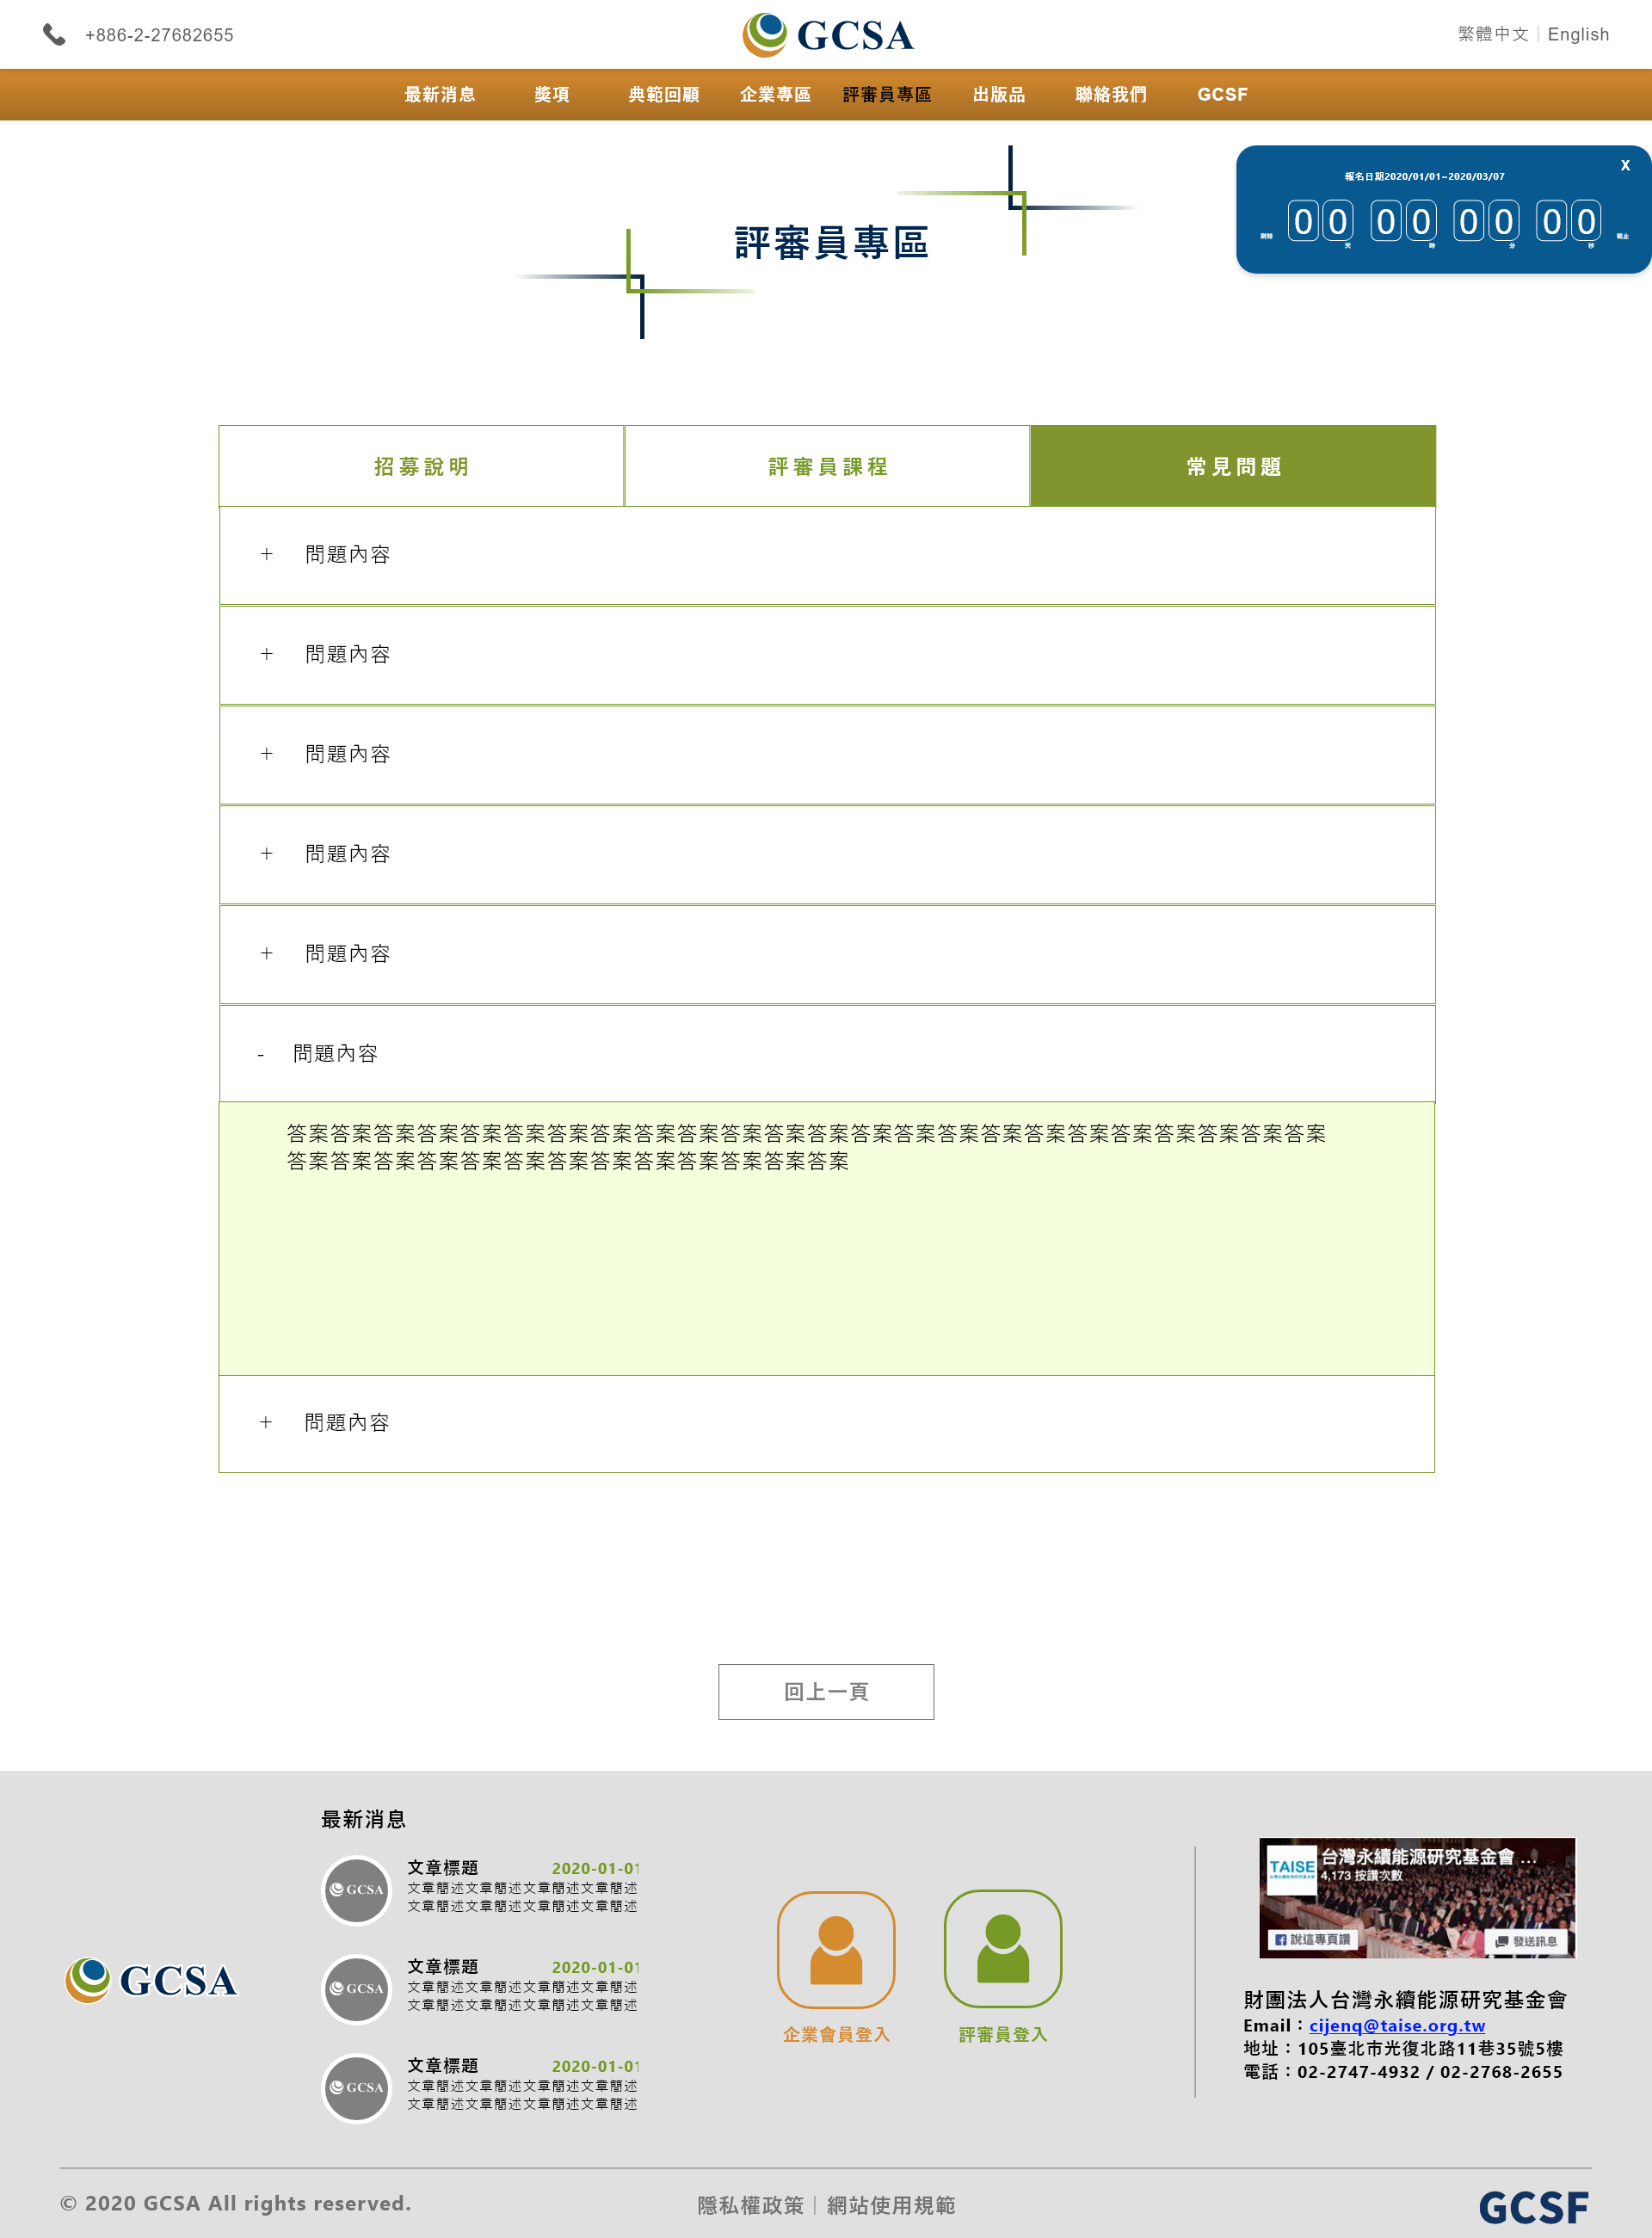 +886-2-27682655
GCSA
繁體中文｜English
最新消息 獎項 典範回顧 企業專區 評審員專區 出版品 聯絡我們 GCSF
X
報名日期2020/01/01~2020/03/07
剩餘 00 00 00 00 截止
天 時 分 秒
評審員專區
招募說明 評審員課程 常見問題
+ 問題內容
+ 問題內容
+ 問題內容
+ 問題內容
+ 問題內容
- 問題內容
答案答案答案答案答案答案答案答案答案答案答案答案答案答案答案答案答案答案答案答案答案答案答案答案
答案答案答案答案答案答案答案答案答案答案答案答案答案
+ 問題內容
回上一頁
最新消息
GCSA
文章標題 2020-01-01
文章簡述文章簡述文章簡述文章簡述
文章簡述文章簡述文章簡述文章簡述
GCSA
文章標題 2020-01-01
文章簡述文章簡述文章簡述文章簡述
文章簡述文章簡述文章簡述文章簡述
GCSA
文章標題 2020-01-01
文章簡述文章簡述文章簡述文章簡述
文章簡述文章簡述文章簡述文章簡述
GCSA
企業會員登入
評審員登入
TAISE
台灣永續能源研究基金會 ...
4,173 按讚次數
說這專頁讚
發送訊息
財團法人台灣永續能源研究基金會
Email：cijenq@taise.org.tw
地址：105臺北市光復北路11巷35號5樓
電話：02-2747-4932 / 02-2768-2655
© 2020 GCSA All rights reserved.
隱私權政策｜網站使用規範
GCSF